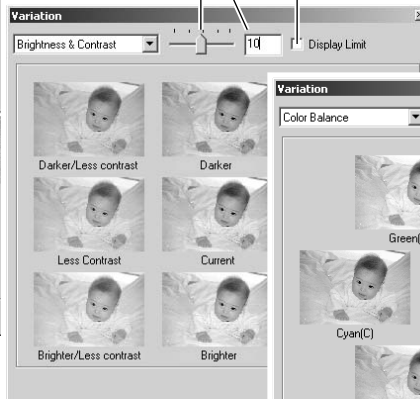 Variation
Brightness & Contrast 10 Display Limit
Darker/Less contrast Darker
Less Contrast Current
Brighter/Less contrast Brighter
Variation
Color Balance
Green(
Cyan(C)